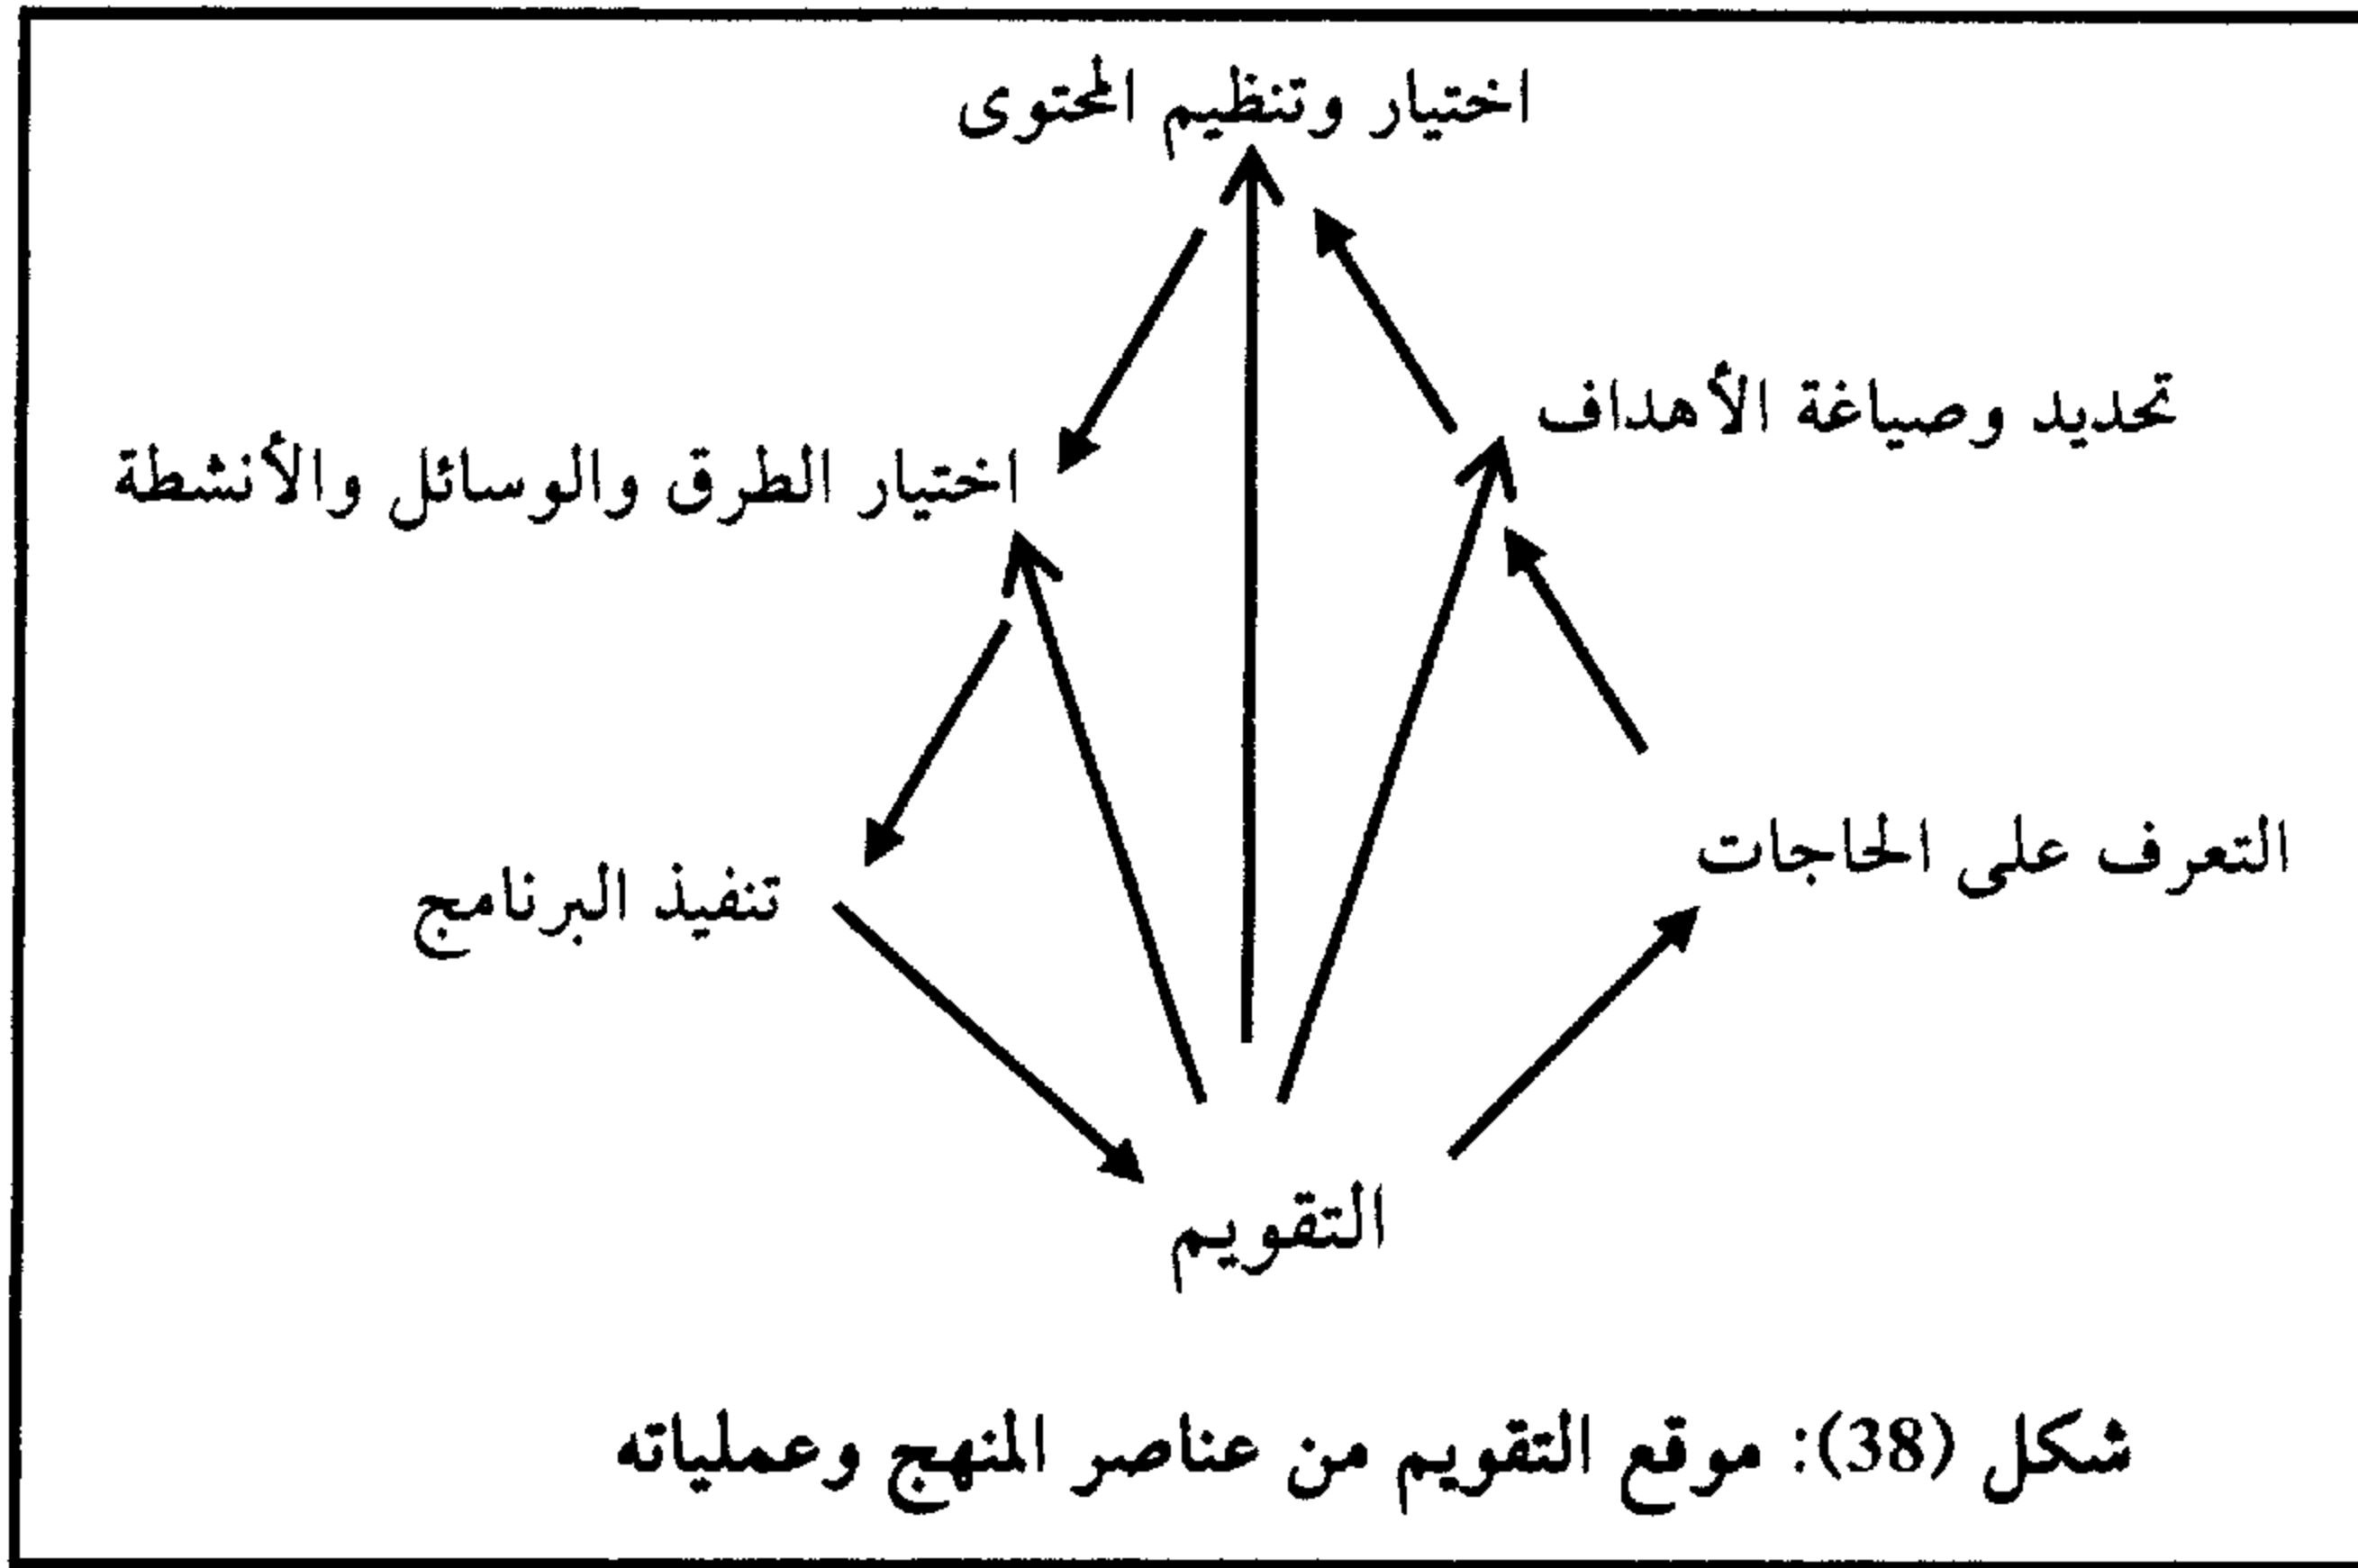 اختيار وتنظيم المحتوى
تحديد وصياغة الأهداف
اختيار الطرق والوسائل والأنشطة
التعرف على الحاجات
تنفيذ البرنامج
التقويم
شكل (38): موقع التقويم من عناصر المنهج وعملياته